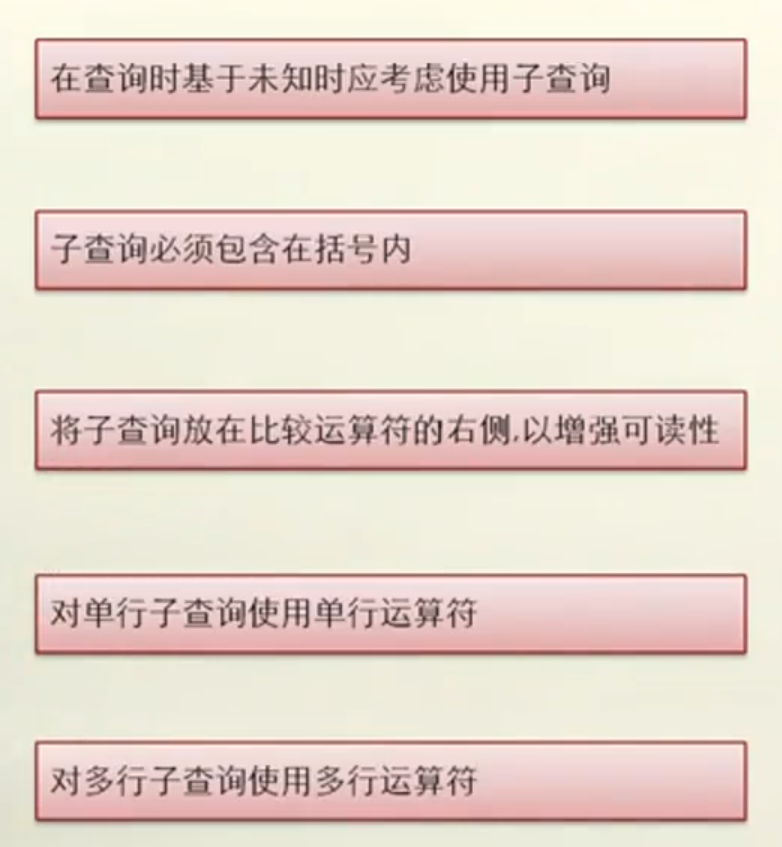 在查询时基于未知时应考虑使用子查询
子查询必须包含在括号内
将子查询放在比较运算符的右侧,以增强可读性
对单行子查询使用单行运算符
对多行子查询使用多行运算符